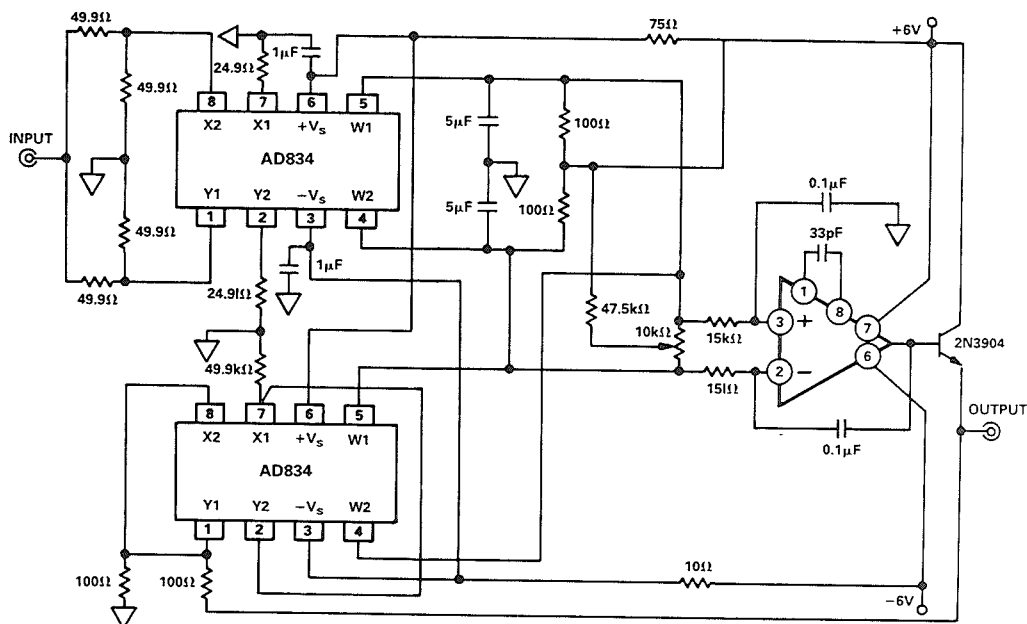 49.9Ω
75Ω
+6V
1μF
24.9Ω
49.9Ω
8 7 6 5
X2 X1 +VS W1
5μF
100Ω
INPUT
AD834
0.1μF
Y1 Y2 −VS W2
5μF
100Ω
1 2 3 4
33pF
49.9Ω
1μF
1
49.9Ω
24.9lΩ
47.5kΩ
8
10kΩ
3 +
7
15kΩ
2N3904
49.9kΩ
2 −
6
15lΩ
OUTPUT
8 7 6 5
X2 X1 +VS W1
0.1μF
AD834
Y1 Y2 −VS W2
1 2 3 4
100Ω
100Ω
10Ω
−6V